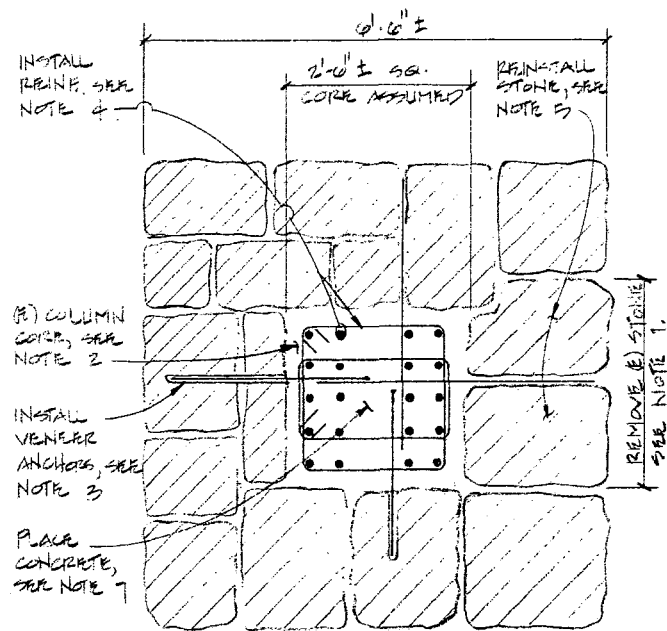 6'-6" ±
INSTALL
REINF, SEE
NOTE 4
2'-6" ± SQ.
CORE ASSUMED
REINSTALL
STONE, SEE
NOTE 5
(E) COLUMN
CORE, SEE
NOTE 2
INSTALL
VENEER
ANCHORS, SEE
NOTE 3
PLACE
CONCRETE,
SEE NOTE 7
REMOVE (E) STONE
SEE NOTE 1.